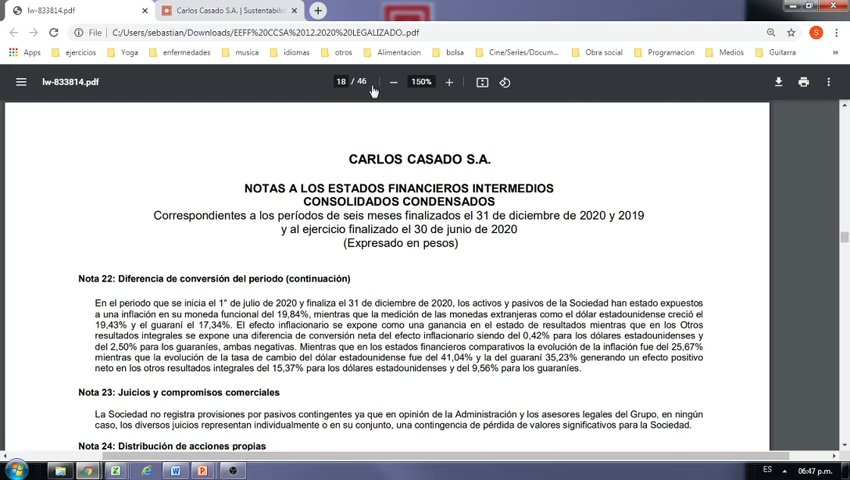 lw-833814.pdf
Carlos Casado S.A. | Sustentabili
File | C:/Users/sebastian/Downloads/EEFF%20CCSA%2012.2020%20LEGALIZADO..pdf
Apps ejercicios Yoga enfermedades musica idiomas otros Alimentacion bolsa Cine/Series/Docum... Obra social Programación Medios Guitarra
lw-833814.pdf 18 / 46 150%
CARLOS CASADO S.A.
NOTAS A LOS ESTADOS FINANCIEROS INTERMEDIOS
CONSOLIDADOS CONDENSADOS
Correspondientes a los períodos de seis meses finalizados el 31 de diciembre de 2020 y 2019
y al ejercicio finalizado el 30 de junio de 2020
(Expresado en pesos)
Nota 22: Diferencia de conversión del periodo (continuación)
En el periodo que se inicia el 1° de julio de 2020 y finaliza el 31 de diciembre de 2020, los activos y pasivos de la Sociedad han estado expuestos
a una inflación en su moneda funcional del 19,84%, mientras que la medición de las monedas extranjeras como el dólar estadounidense creció el
19,43% y el guaraní el 17,34%. El efecto inflacionario se expone como una ganancia en el estado de resultados mientras que en los Otros
resultados integrales se expone una diferencia de conversión neta del efecto inflacionario siendo del 0,42% para los dólares estadounidenses y
del 2,50% para los guaraníes, ambas negativas. Mientras que en los estados financieros comparativos la evolución de la inflación fue del 25,67%
mientras que la evolución de la tasa de cambio del dólar estadounidense fue del 41,04% y la del guaraní 35,23% generando un efecto positivo
neto en los otros resultados integrales del 15,37% para los dólares estadounidenses y del 9,56% para los guaraníes.
Nota 23: Juicios y compromisos comerciales
La Sociedad no registra provisiones por pasivos contingentes ya que en opinión de la Administración y los asesores legales del Grupo, en ningún
caso, los diversos juicios representan individualmente o en su conjunto, una contingencia de pérdida de valores significativos para la Sociedad.
Nota 24: Distribución de acciones propias
ES 06:47 p.m.